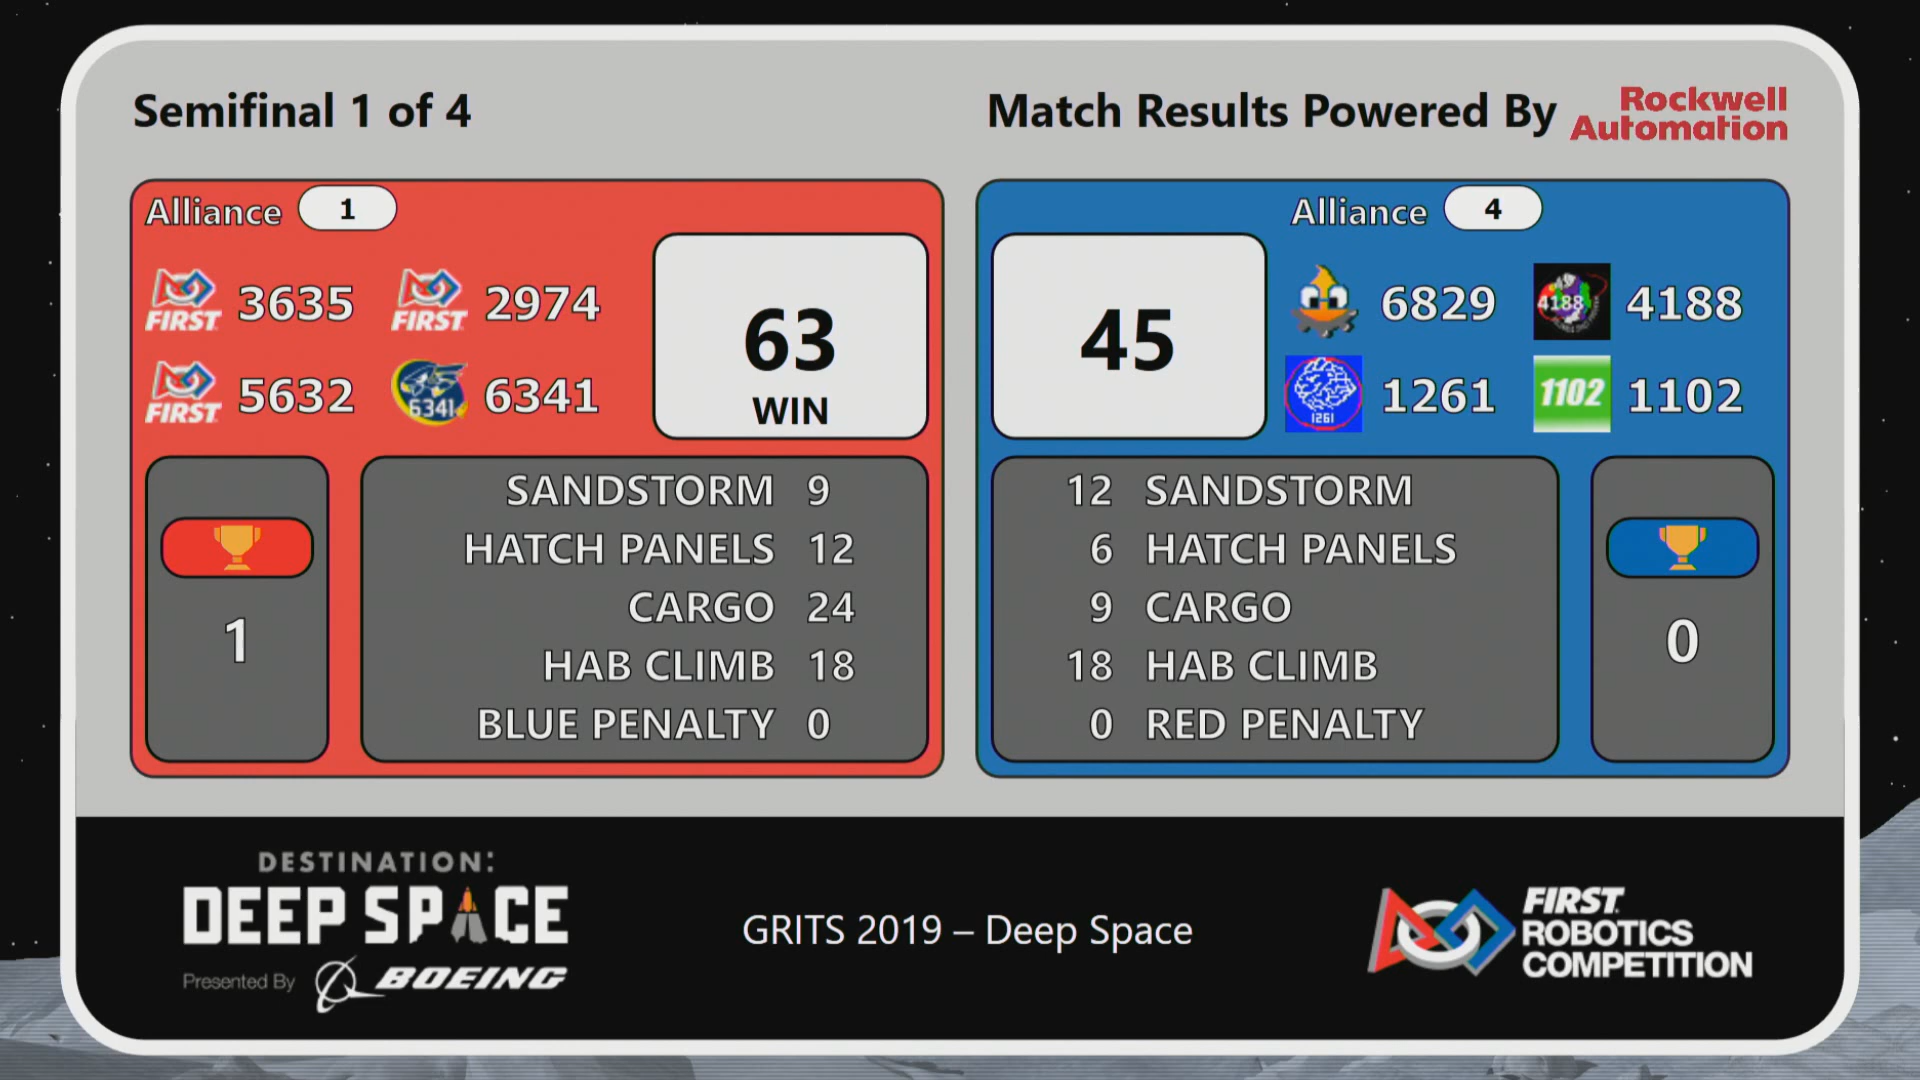 Semifinal 1 of 4
Match Results Powered By
Rockwell
Automation
Alliance 1
FIRST 3635 FIRST 2974
FIRST 5632 6341 6341
63
WIN
SANDSTORM 9
HATCH PANELS 12
CARGO 24
HAB CLIMB 18
BLUE PENALTY 0
1
Alliance 4
45
6829 4188 4188
1261 1261 1102 1102
12 SANDSTORM
6 HATCH PANELS
9 CARGO
18 HAB CLIMB
0 RED PENALTY
0
DESTINATION:
DEEP SPACE
Presented By BOEING
GRITS 2019 – Deep Space
FIRST
ROBOTICS
COMPETITION